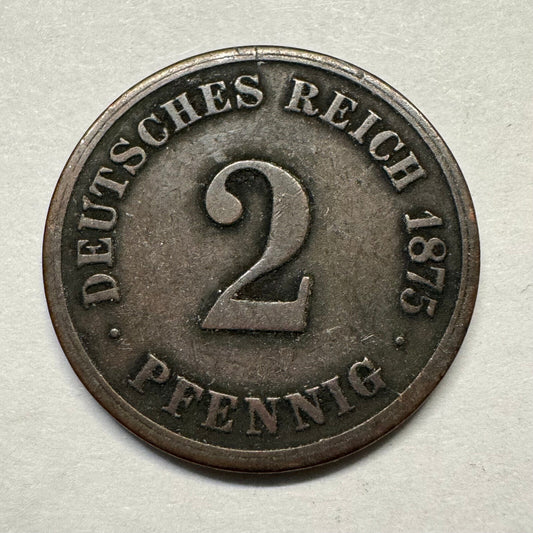 DEUTSCHES REICH 1875
2
· PFENNIG ·